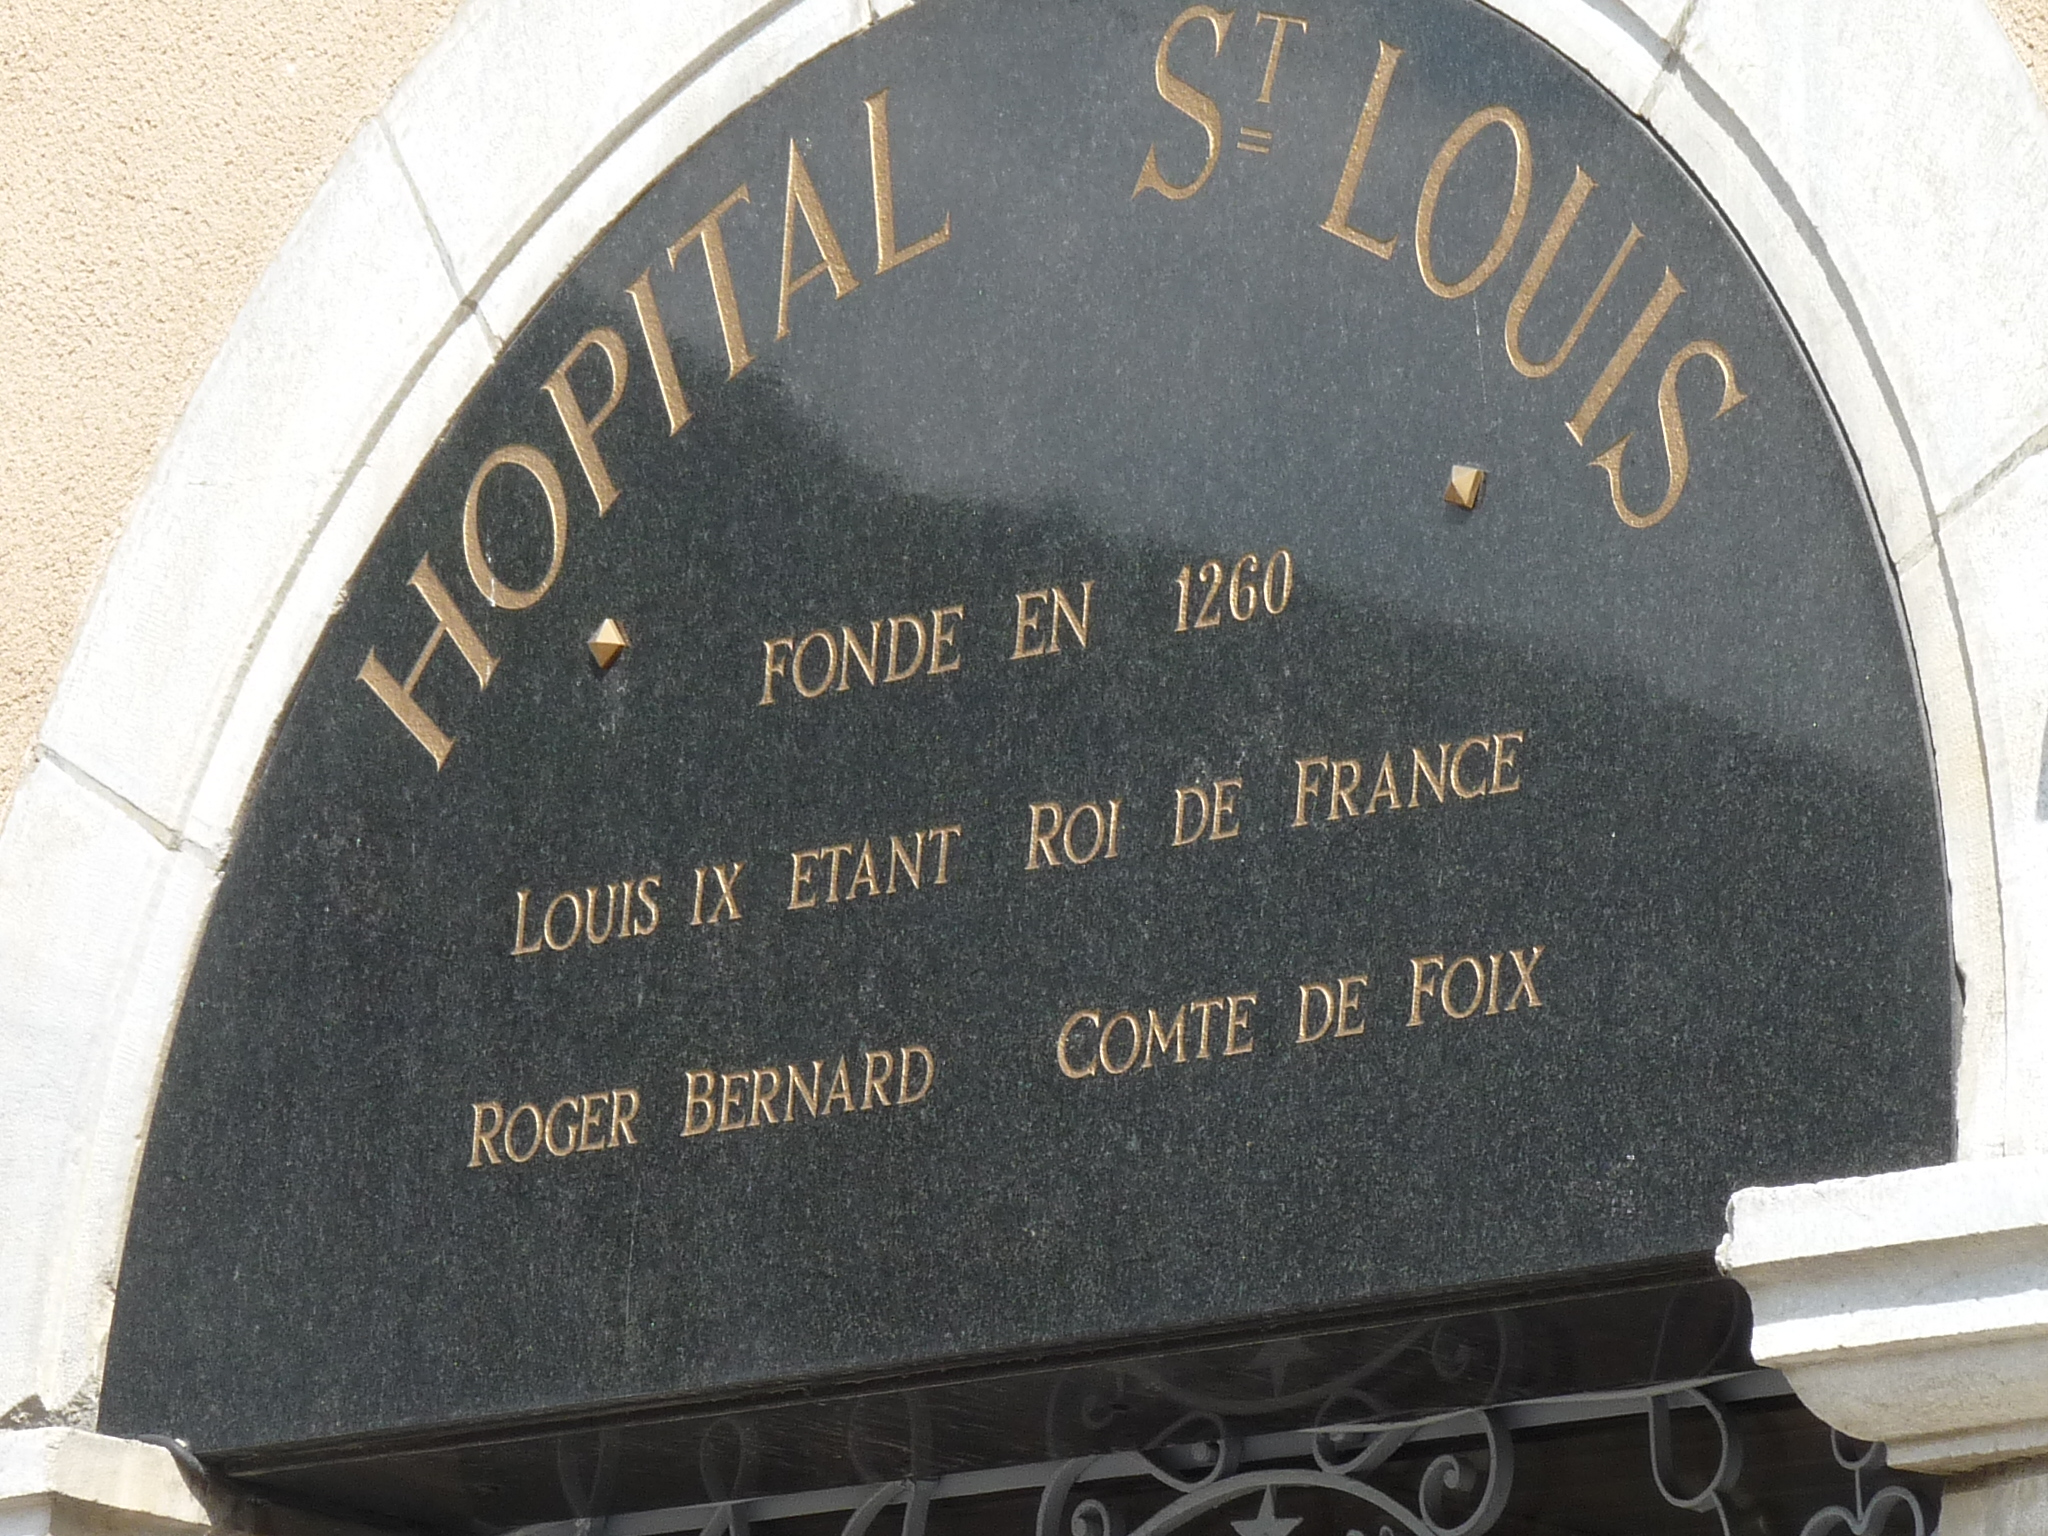 HOPITAL ST LOUIS
FONDE EN 1260
LOUIS IX ETANT ROI DE FRANCE
ROGER BERNARD COMTE DE FOIX